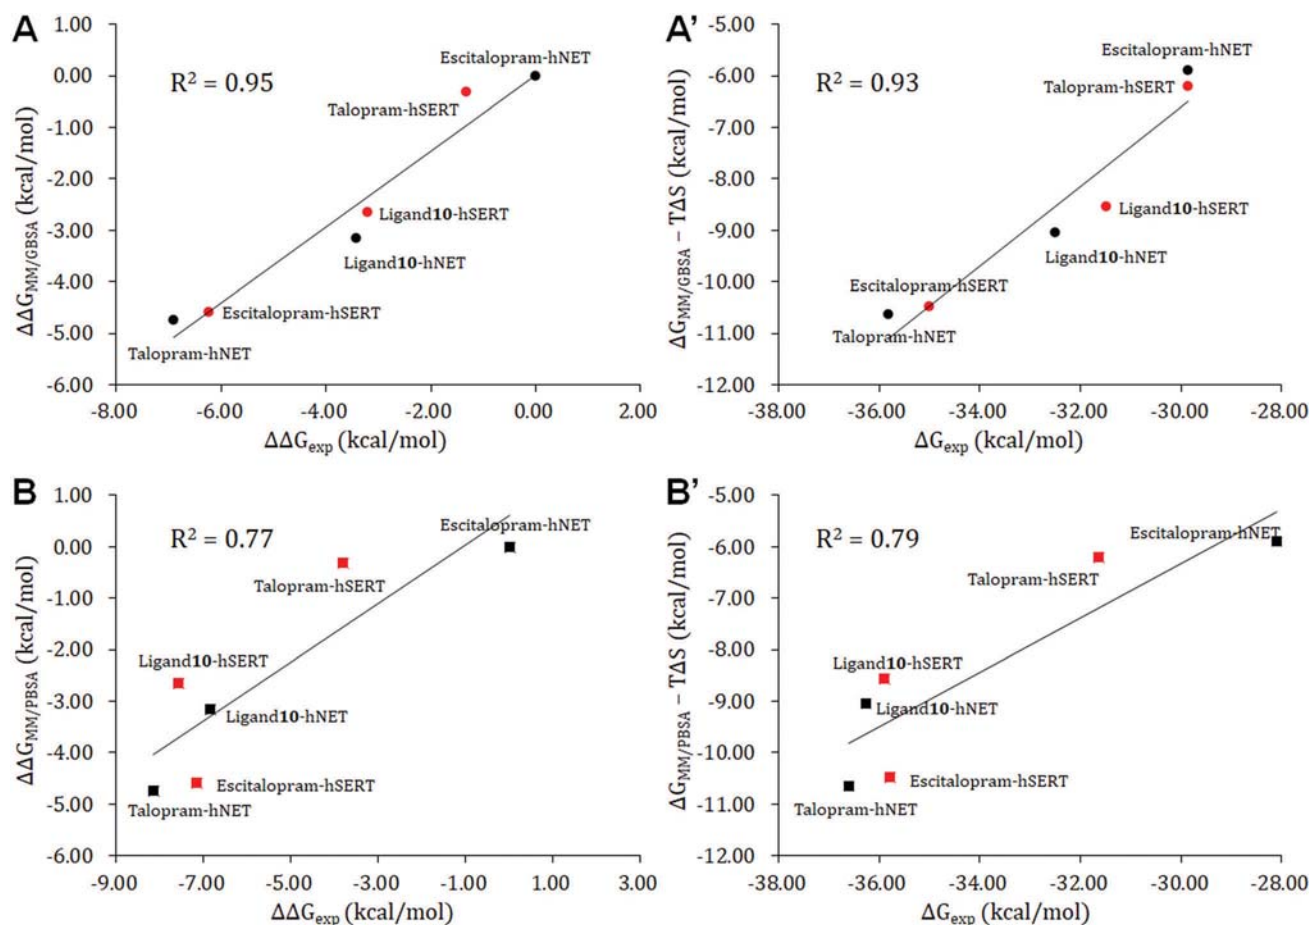 A
R² = 0.95
ΔΔG_MM/GBSA (kcal/mol)
1.00
0.00
-1.00
-2.00
-3.00
-4.00
-5.00
-6.00
Escitalopram-hNET
Talopram-hSERT
Ligand10-hSERT
Ligand10-hNET
Escitalopram-hSERT
Talopram-hNET
-8.00 -6.00 -4.00 -2.00 0.00 2.00
ΔΔG_exp (kcal/mol)
A’
R² = 0.93
ΔG_MM/GBSA – TΔS (kcal/mol)
-5.00
-6.00
-7.00
-8.00
-9.00
-10.00
-11.00
-12.00
Escitalopram-hNET
Talopram-hSERT
Ligand10-hSERT
Ligand10-hNET
Escitalopram-hSERT
Talopram-hNET
-38.00 -36.00 -34.00 -32.00 -30.00 -28.00
ΔG_exp (kcal/mol)
B
R² = 0.77
ΔΔG_MM/PBSA (kcal/mol)
1.00
0.00
-1.00
-2.00
-3.00
-4.00
-5.00
-6.00
Escitalopram-hNET
Talopram-hSERT
Ligand10-hSERT
Ligand10-hNET
Escitalopram-hSERT
Talopram-hNET
-9.00 -7.00 -5.00 -3.00 -1.00 1.00 3.00
ΔΔG_exp (kcal/mol)
B’
R² = 0.79
ΔG_MM/PBSA – TΔS (kcal/mol)
-5.00
-6.00
-7.00
-8.00
-9.00
-10.00
-11.00
-12.00
Escitalopram-hNET
Talopram-hSERT
Ligand10-hSERT
Ligand10-hNET
Escitalopram-hSERT
Talopram-hNET
-38.00 -36.00 -34.00 -32.00 -30.00 -28.00
ΔG_exp (kcal/mol)